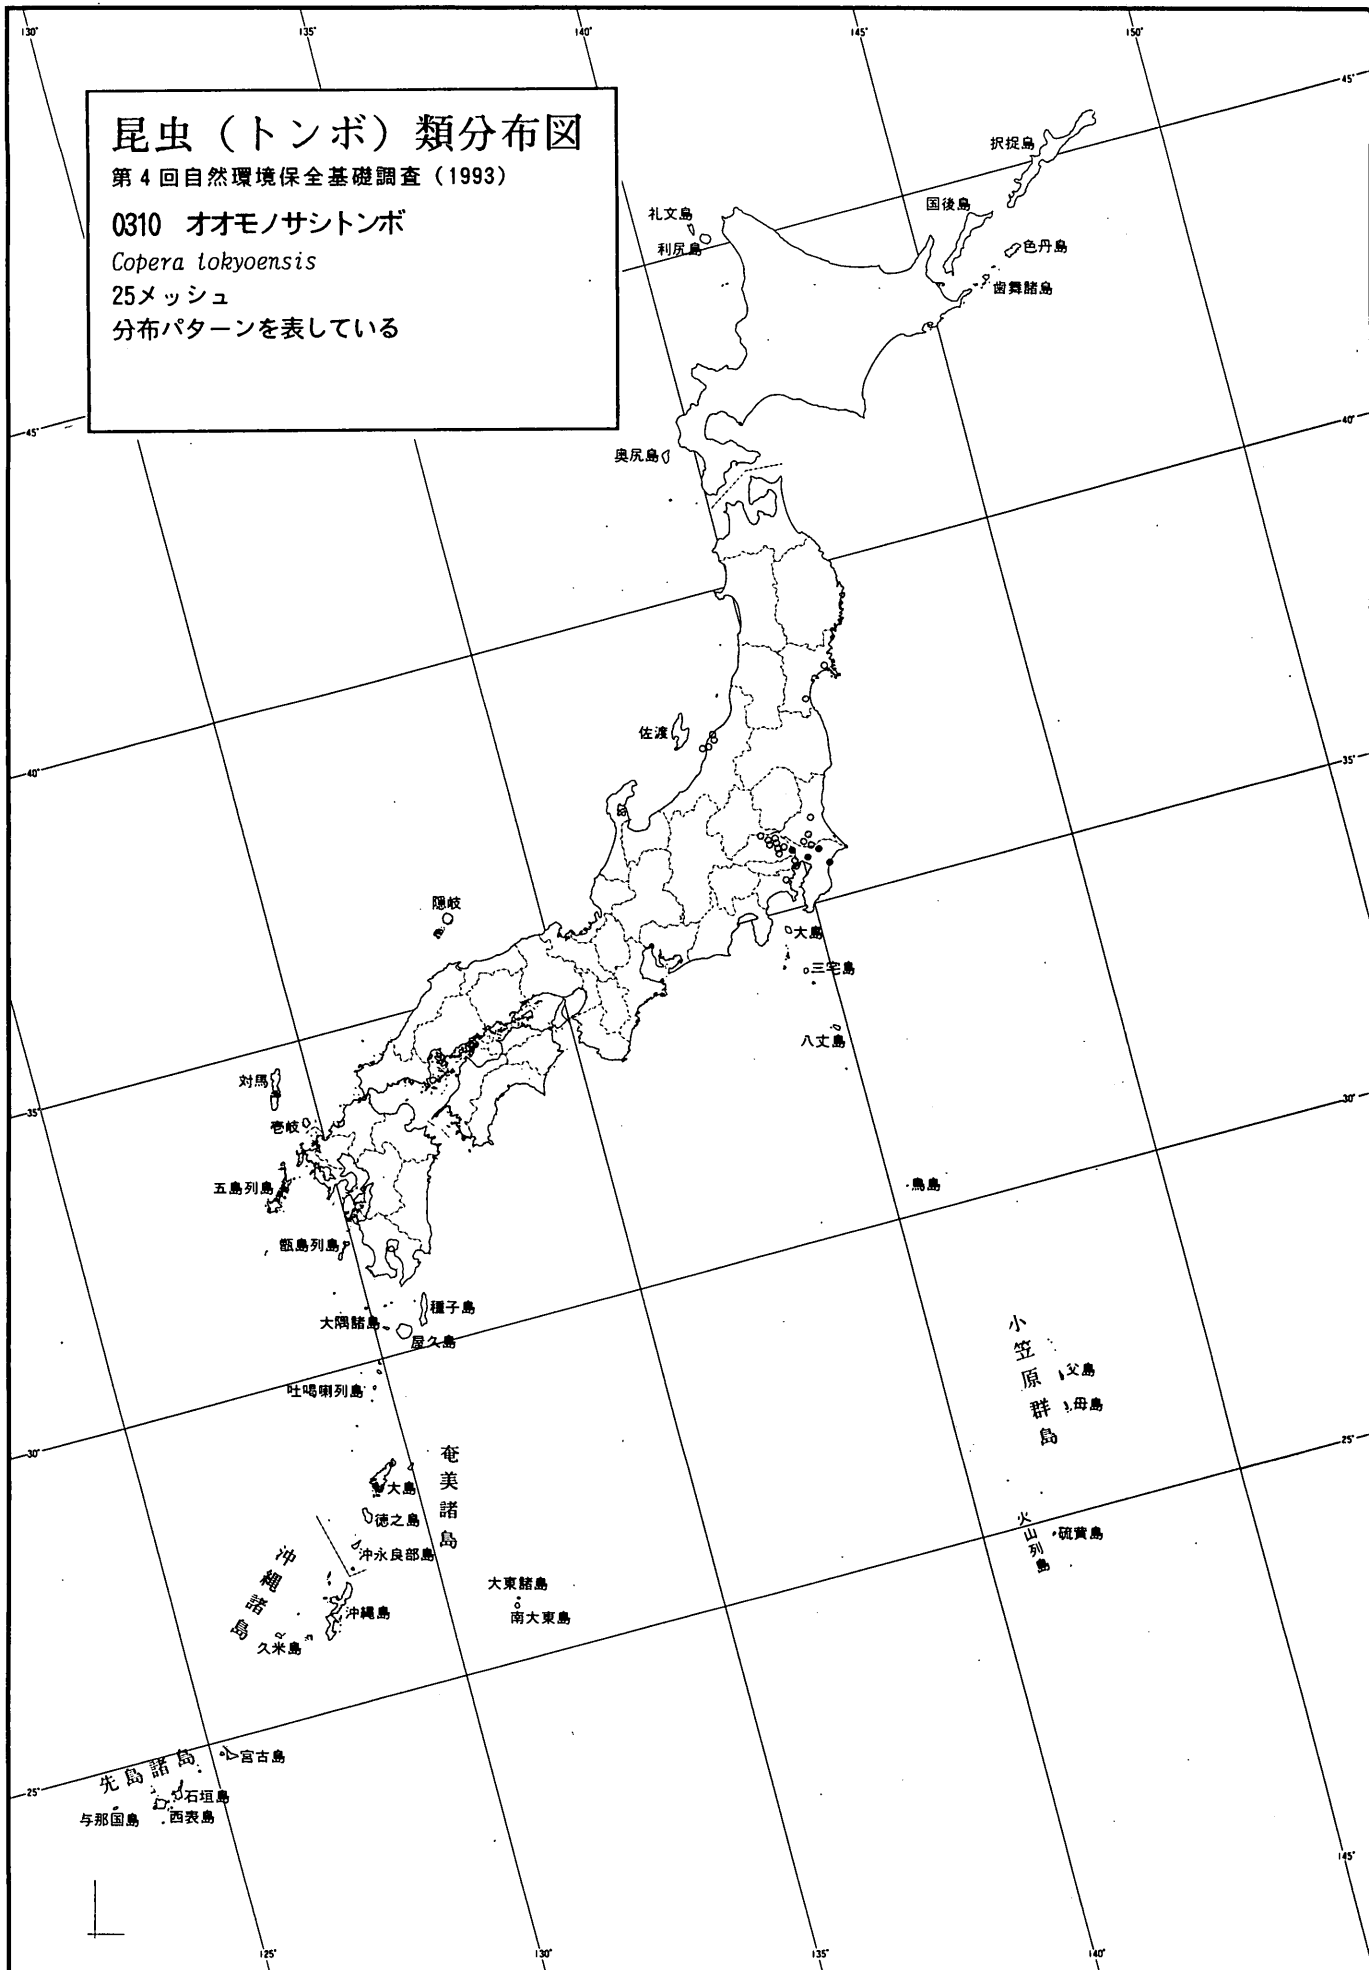 130°
135°
140°
145°
150°
昆虫（トンボ）類分布図
第4回自然環境保全基礎調査（1993）
0310 オオモノサシトンボ
Copera tokyoensis
25メッシュ
分布パターンを表している
45°
択捉島
国後島
色丹島
歯舞諸島
礼文島
利尻島
奥尻島
45°
40°
佐渡
40°
35°
隠岐
大島
三宅島
八丈島
対馬
壱岐
35°
30°
五島列島
鳥島
甑島列島
種子島
大隅諸島
屋久島
吐喝喇列島
小笠原群島
父島
母島
30°
25°
奄美諸島
大島
徳之島
沖永良部島
火山列島
硫黄島
沖縄諸島
沖縄島
久米島
大東諸島
南大東島
先島諸島
宮古島
石垣島
西表島
与那国島
25°
145°
125°
130°
135°
140°